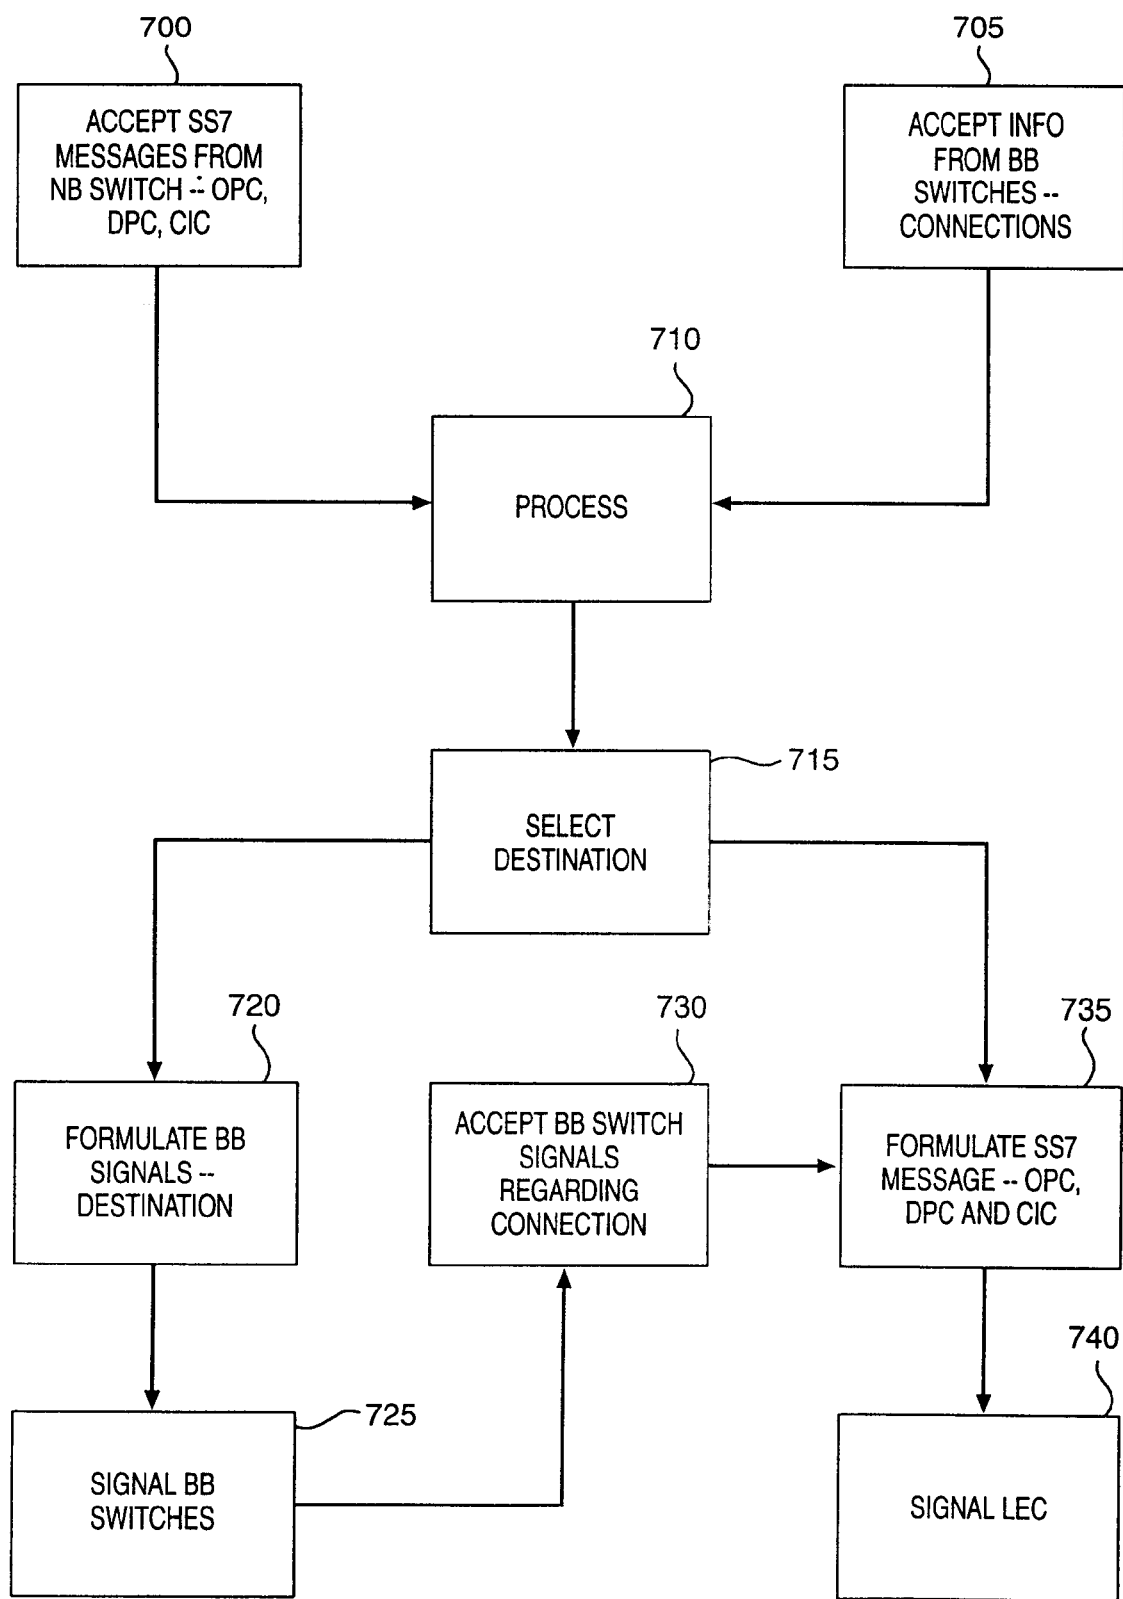 700
705
ACCEPT SS7
MESSAGES FROM
NB SWITCH -- OPC,
DPC, CIC
ACCEPT INFO
FROM BB
SWITCHES --
CONNECTIONS
710
PROCESS
715
SELECT
DESTINATION
720
730
735
FORMULATE BB
SIGNALS --
DESTINATION
ACCEPT BB SWITCH
SIGNALS
REGARDING
CONNECTION
FORMULATE SS7
MESSAGE -- OPC,
DPC AND CIC
725
740
SIGNAL BB
SWITCHES
SIGNAL LEC